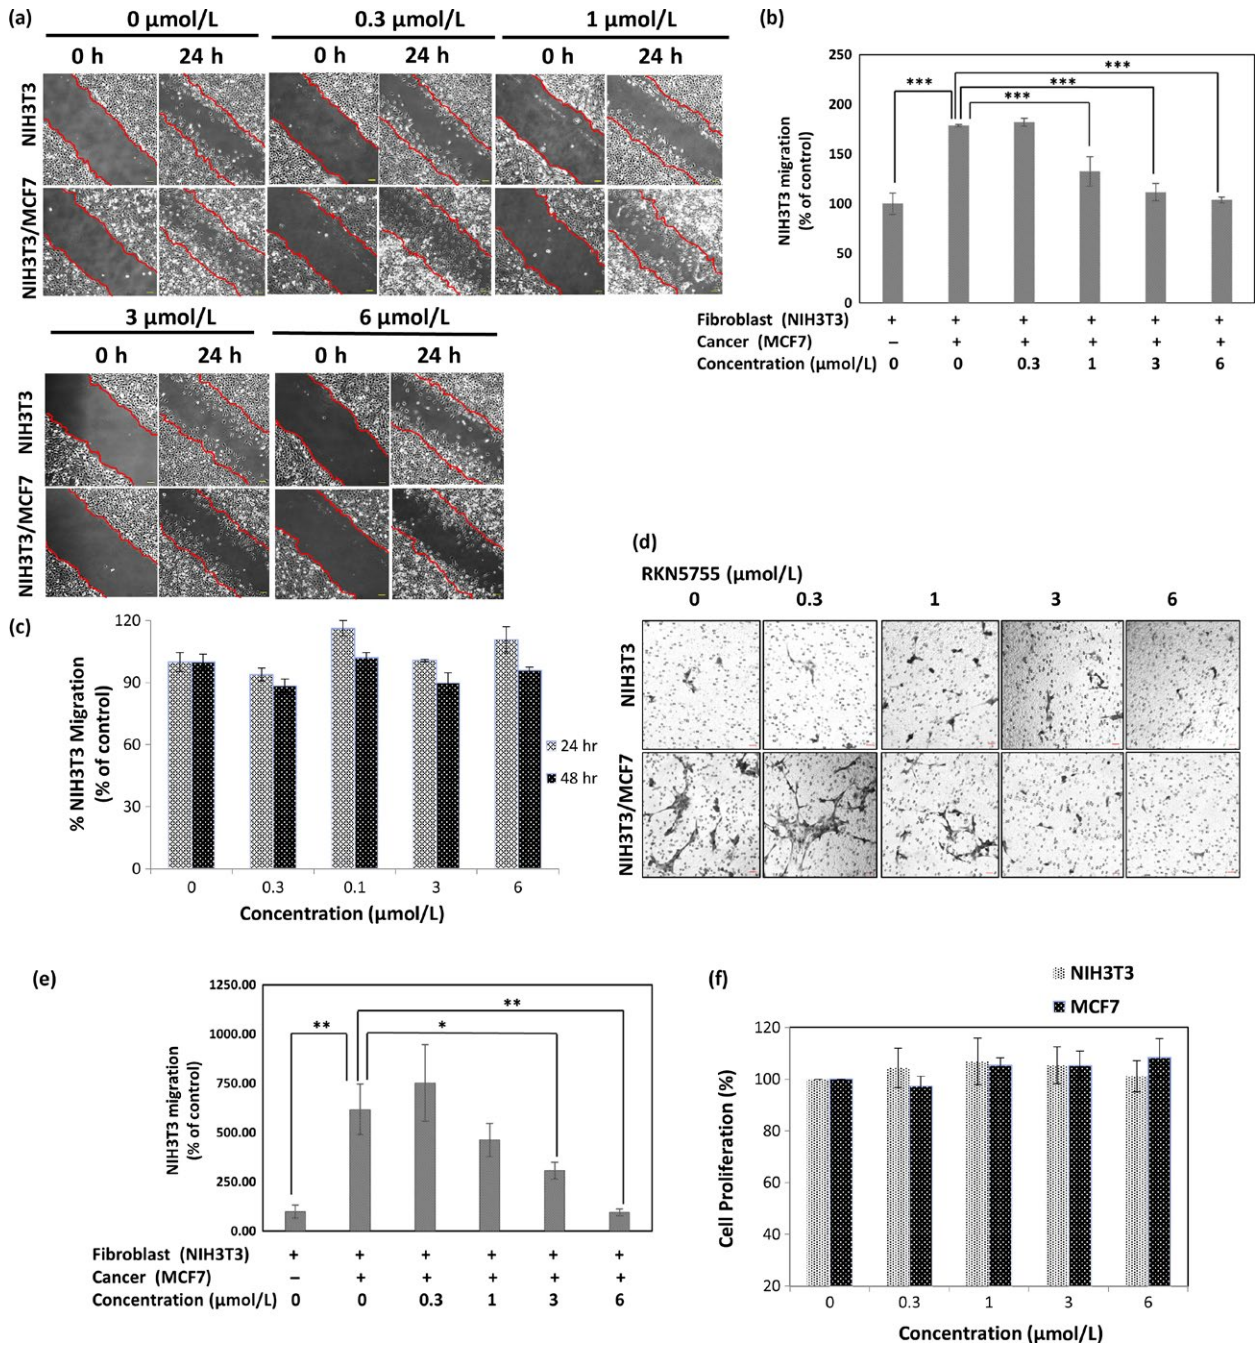 (a)
0 μmol/L 0.3 μmol/L 1 μmol/L
0 h 24 h 0 h 24 h 0 h 24 h
NIH3T3
NIH3T3/MCF7
3 μmol/L 6 μmol/L
0 h 24 h 0 h 24 h
NIH3T3
NIH3T3/MCF7
(b)
NIH3T3 migration
(% of control)
250
200
150
100
50
0
***
***
***
***
Fibroblast (NIH3T3) + + + + + +
Cancer (MCF7) – + + + + +
Concentration (μmol/L) 0 0 0.3 1 3 6
(c)
% NIH3T3 Migration
(% of control)
120
90
60
30
0
24 hr
48 hr
0 0.3 0.1 3 6
Concentration (μmol/L)
(d)
RKN5755 (μmol/L)
0 0.3 1 3 6
NIH3T3
NIH3T3/MCF7
(e)
NIH3T3 migration
(% of control)
1250.00
1000.00
750.00
500.00
250.00
0.00
**
*
**
Fibroblast (NIH3T3) + + + + + +
Cancer (MCF7) – + + + + +
Concentration (μmol/L) 0 0 0.3 1 3 6
(f)
NIH3T3
MCF7
Cell Proliferation (%)
120
100
80
60
40
20
0 0.3 1 3 6
Concentration (μmol/L)